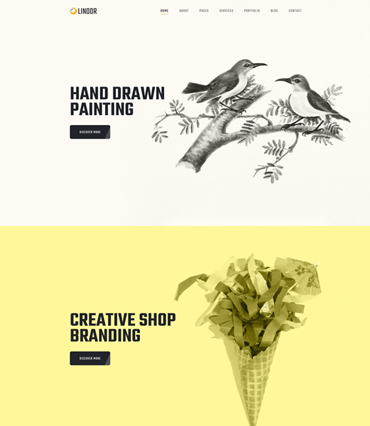 LINDOR
HOME ABOUT PAGES SERVICES PORTFOLIO BLOG CONTACT
HAND DRAWN
PAINTING
DISCOVER MORE
CREATIVE SHOP
BRANDING
DISCOVER MORE